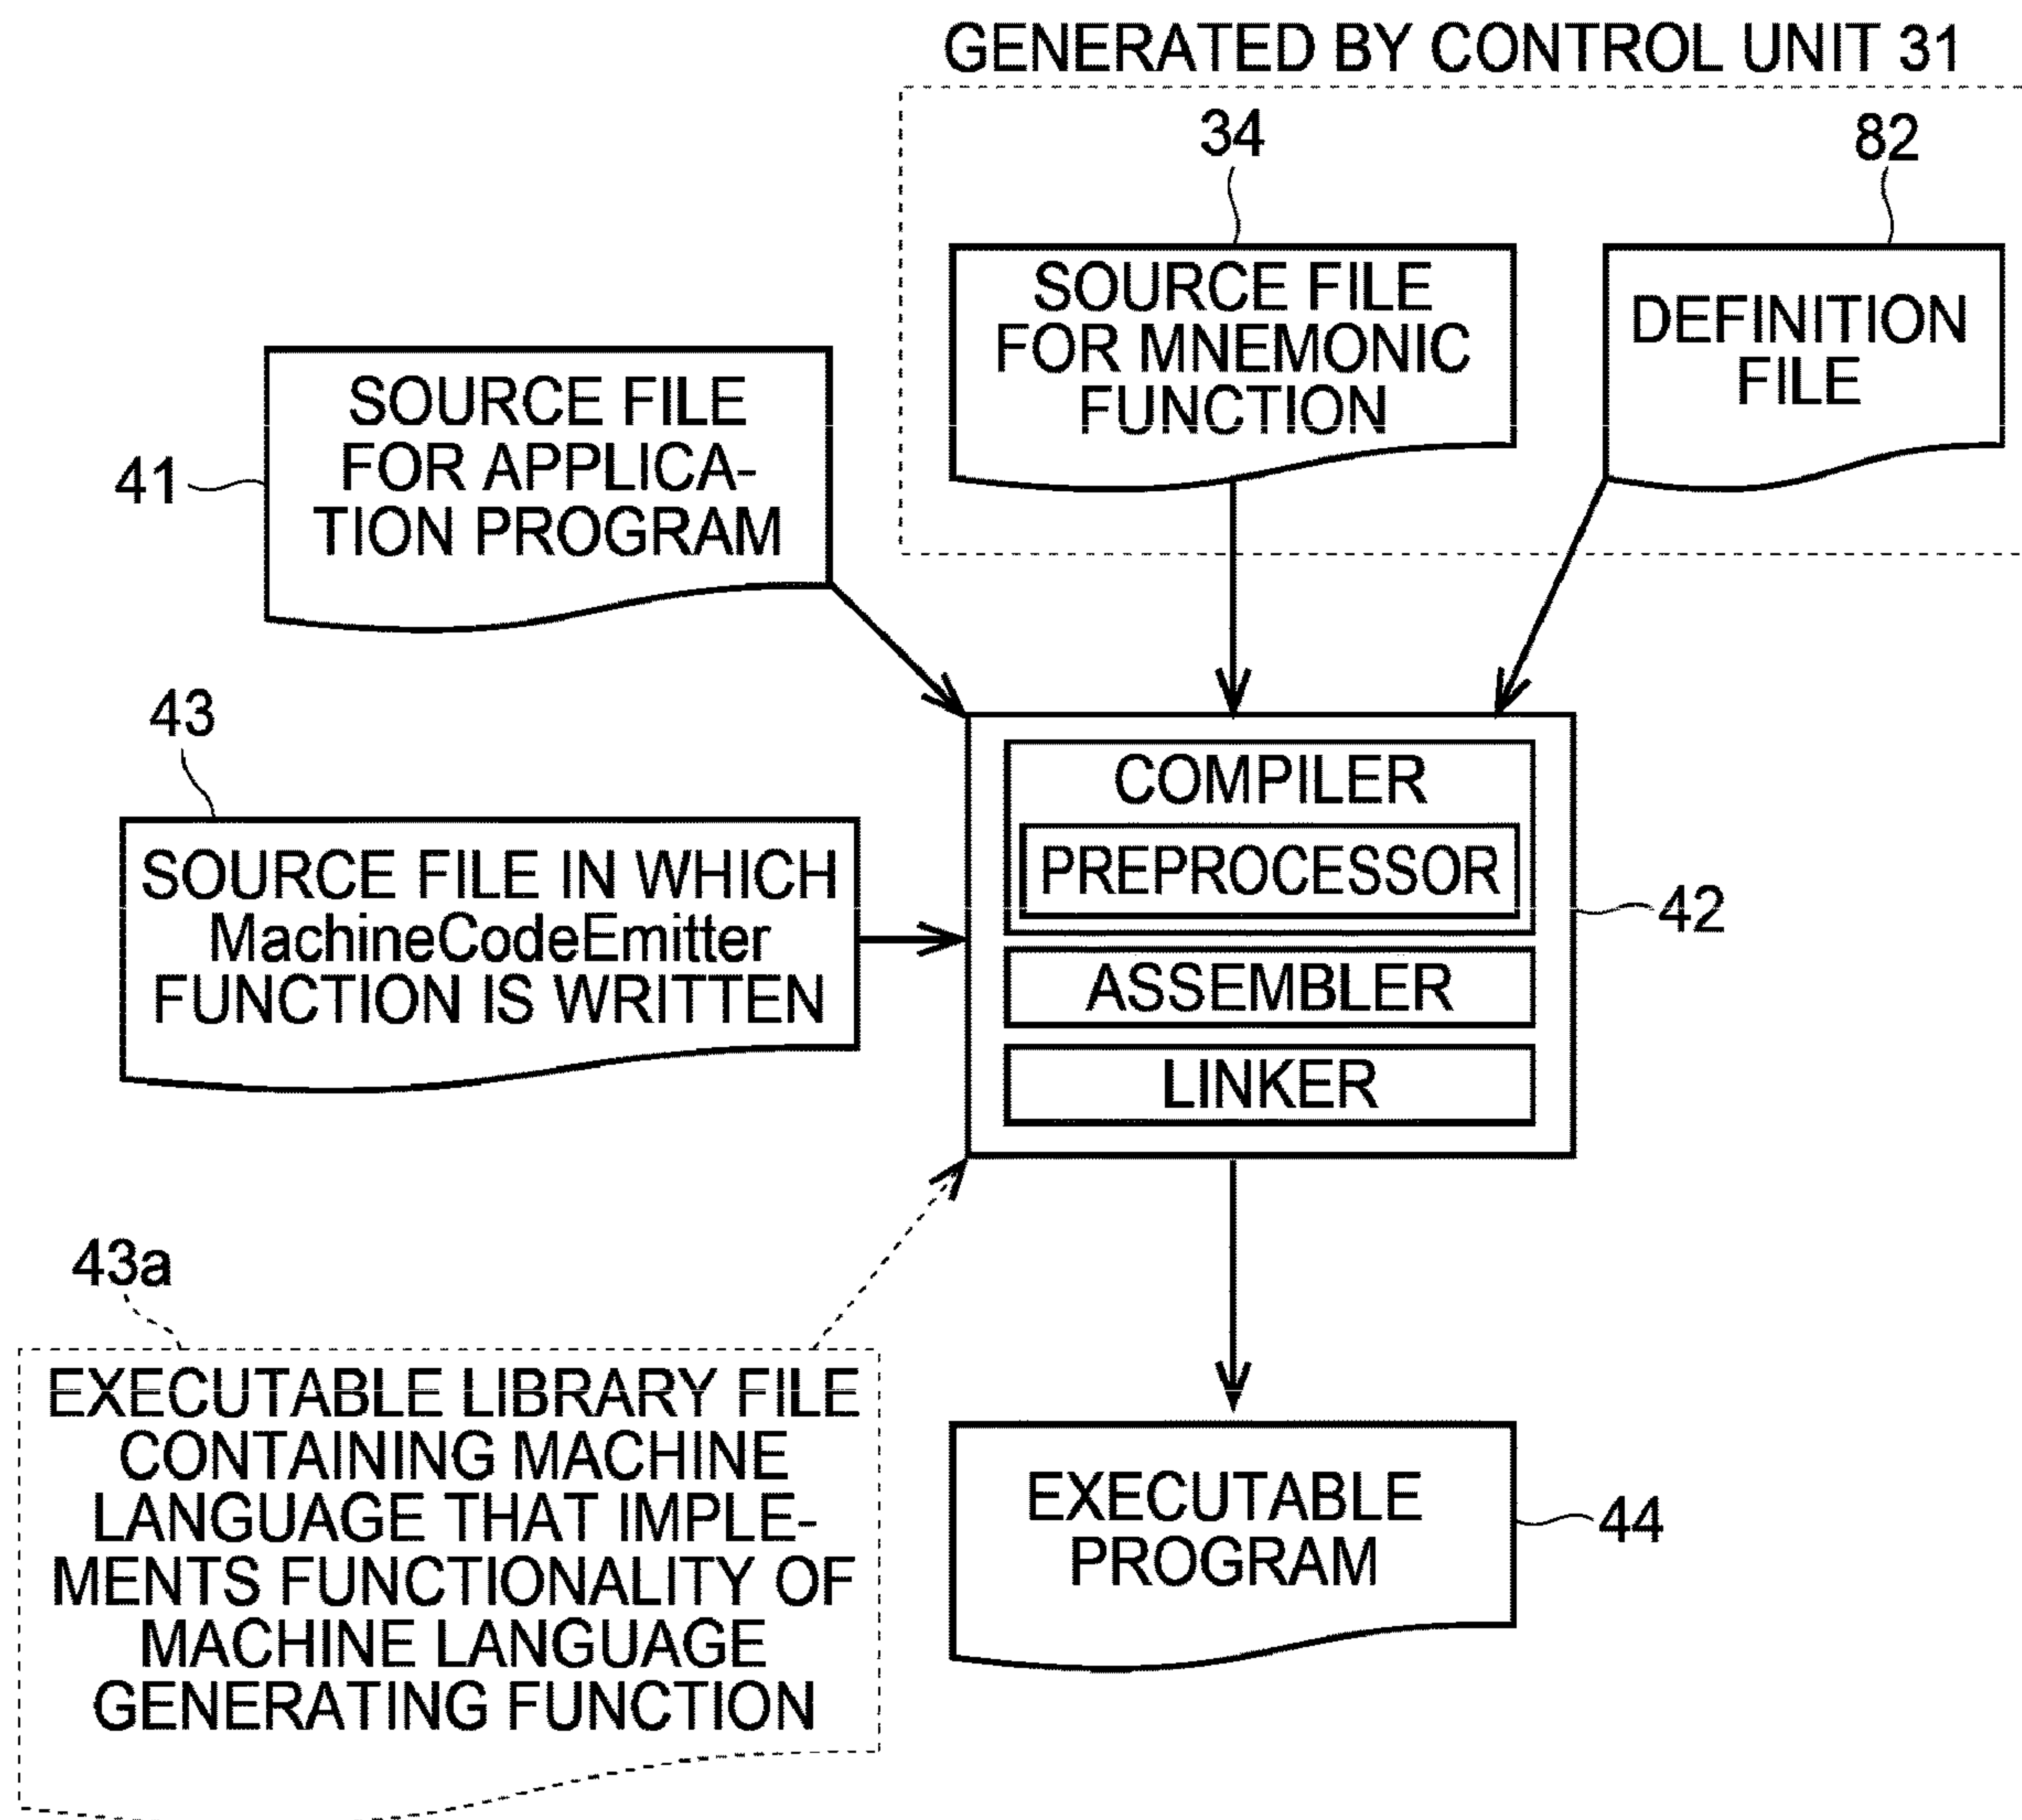 GENERATED BY CONTROL UNIT 31
34
82
SOURCE FILE
FOR MNEMONIC
FUNCTION
DEFINITION
FILE
41
SOURCE FILE
FOR APPLICA-
TION PROGRAM
43
SOURCE FILE IN WHICH
MachineCodeEmitter
FUNCTION IS WRITTEN
COMPILER
PREPROCESSOR
ASSEMBLER
LINKER
42
43a
EXECUTABLE LIBRARY FILE
CONTAINING MACHINE
LANGUAGE THAT IMPLE-
MENTS FUNCTIONALITY OF
MACHINE LANGUAGE
GENERATING FUNCTION
EXECUTABLE
PROGRAM
44